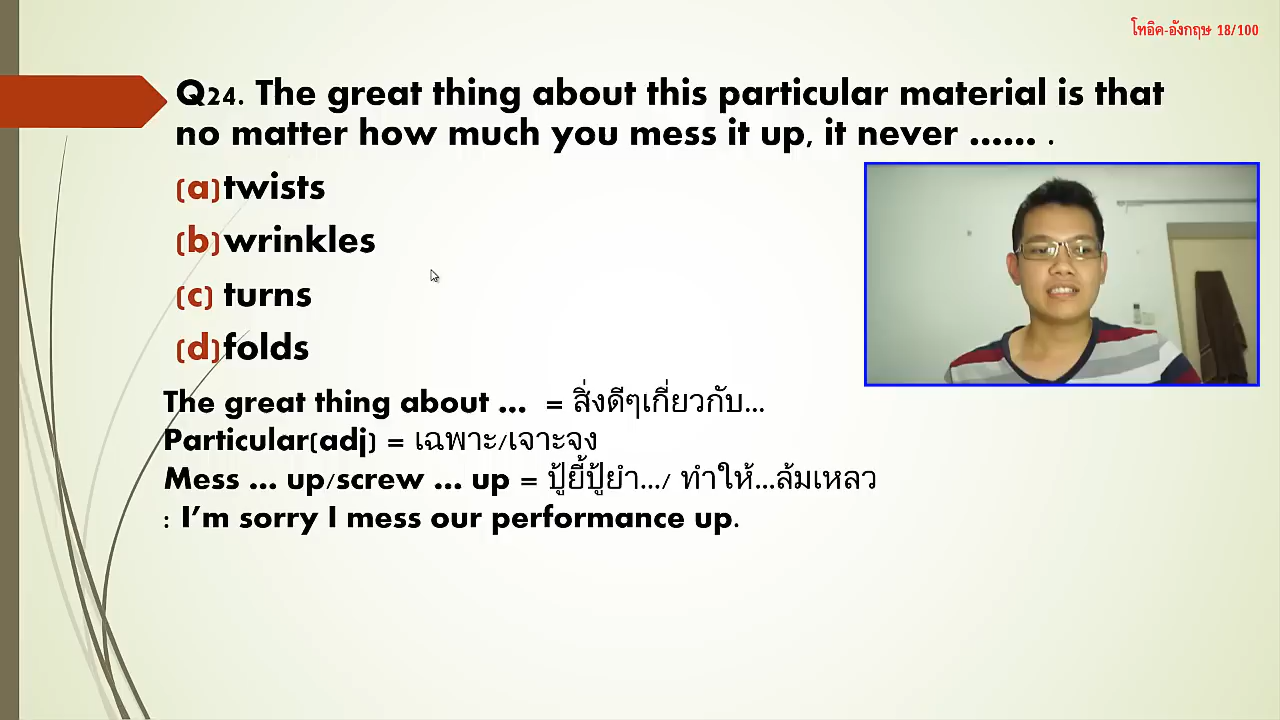 โทอิค-อังกฤษ 18/100
Q24. The great thing about this particular material is that
no matter how much you mess it up, it never ...... .
(a)twists
(b)wrinkles
(c) turns
(d)folds
The great thing about ... = สิ่งดีๆเกี่ยวกับ...
Particular(adj) = เฉพาะ/เจาะจง
Mess ... up/screw ... up = ปู้ยี้ปู้ยำ.../ ทำให้...ล้มเหลว
: I'm sorry I mess our performance up.